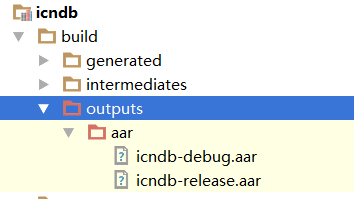 icndb
build
generated
intermediates
outputs
aar
icndb-debug.aar
icndb-release.aar